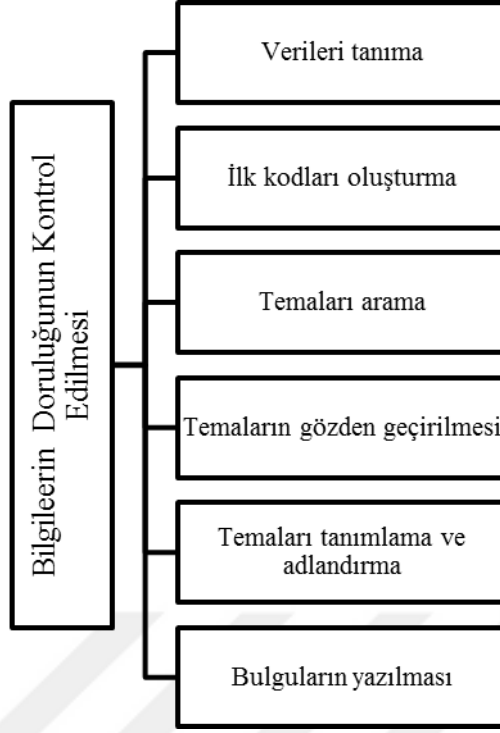 Bilgileerin Doruluğunun Kontrol
Edilmesi
Verileri tanıma
İlk kodları oluşturma
Temaları arama
Temaların gözden geçirilmesi
Temaları tanımlama ve
adlandırma
Bulguların yazılması